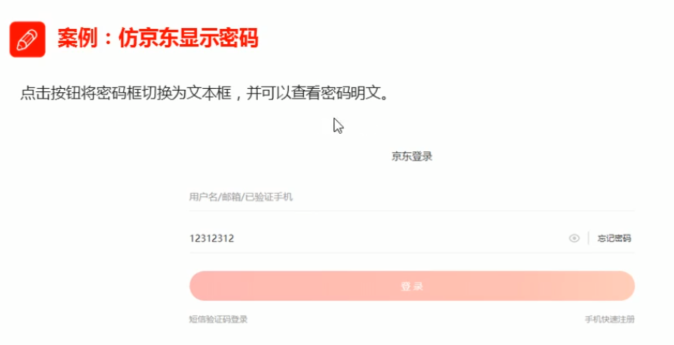 案例：仿京东显示密码
点击按钮将密码框切换为文本框，并可以查看密码明文。
京东登录
用户名/邮箱/已验证手机
12312312 忘记密码
登 录
短信验证码登录 手机快速注册